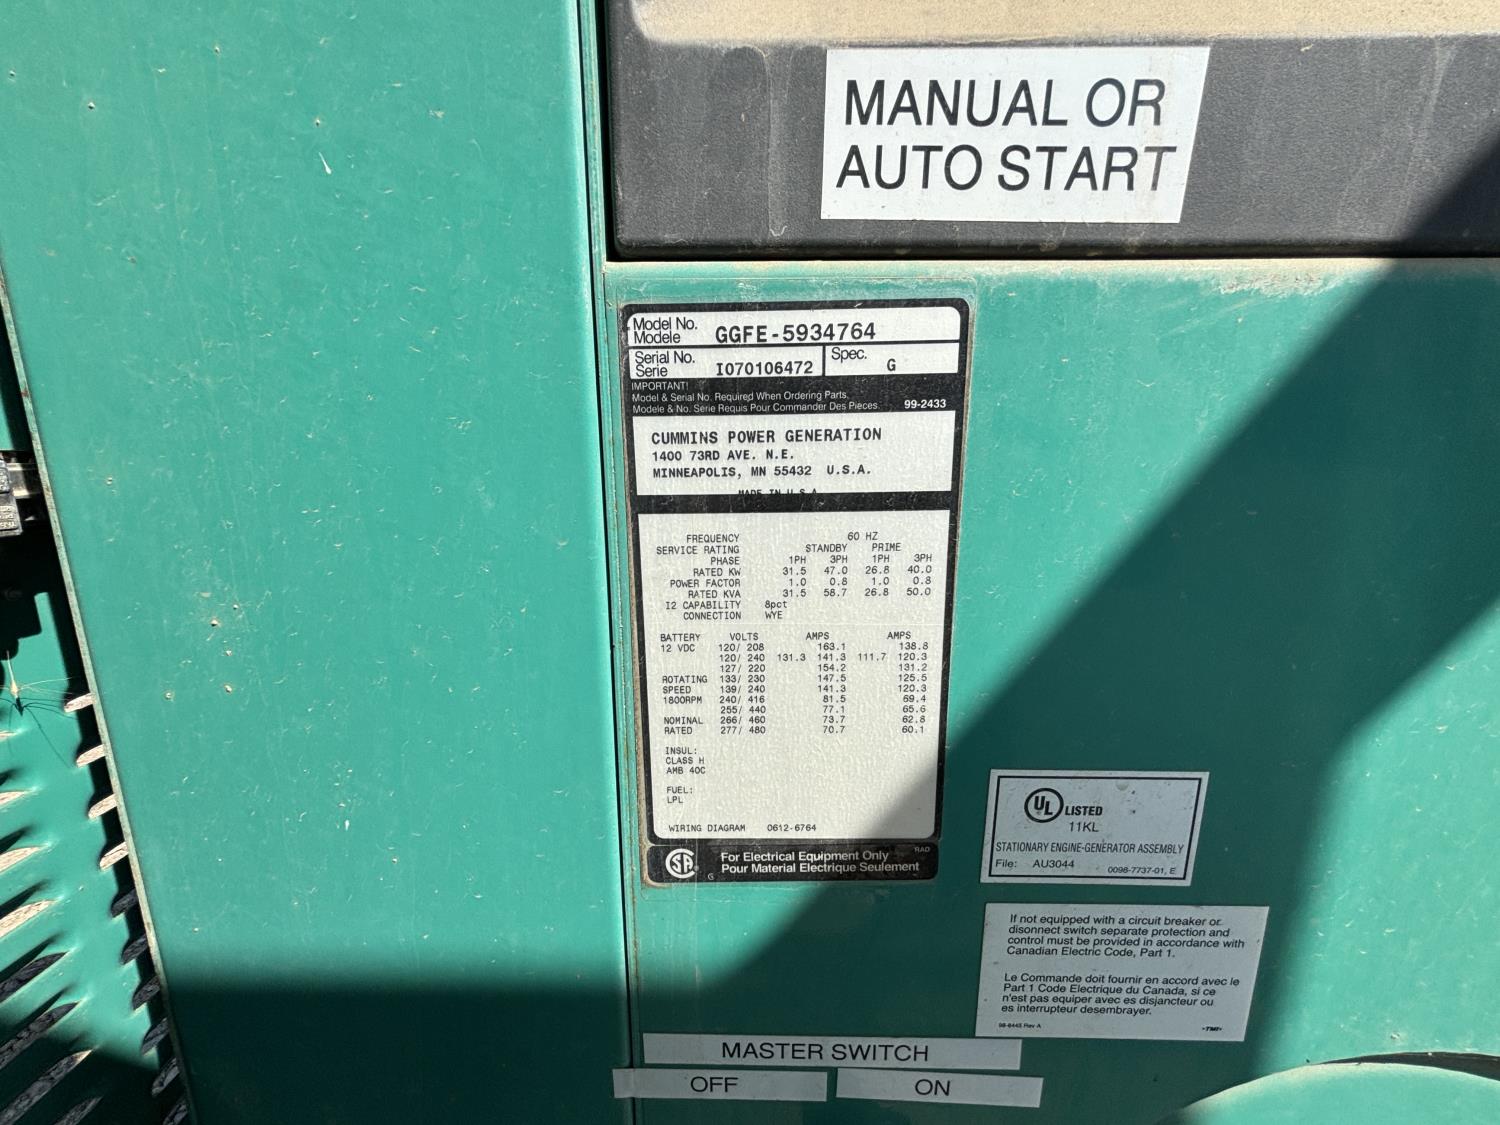 MANUAL OR
AUTO START
Model No.
Modele
GGFE-5934764
Serial No.
Serie
I070106472
Spec.
G
IMPORTANT!
Model & Serial No. Required When Ordering Parts.
Modele & No. Serie Requis Pour Commander Des Pieces.
99-2433
CUMMINS POWER GENERATION
1400 73RD AVE. N.E.
MINNEAPOLIS, MN 55432 U.S.A.
MADE IN U.S.A.
FREQUENCY 60 HZ
SERVICE RATING STANDBY PRIME
PHASE 1PH 3PH 1PH 3PH
RATED KW 31.5 47.0 26.8 40.0
POWER FACTOR 1.0 0.8 1.0 0.8
RATED KVA 31.5 58.7 26.8 50.0
I2 CAPABILITY 8pct
CONNECTION WYE
BATTERY VOLTS AMPS AMPS
12 VDC 120/ 208 163.1 138.8
120/ 240 131.3 141.3 111.7 120.3
127/ 220 154.2 131.2
ROTATING 133/ 230 147.5 125.5
SPEED 139/ 240 141.3 120.3
1800RPM 240/ 416 81.5 69.4
255/ 440 77.1 65.6
NOMINAL 266/ 460 73.7 62.8
RATED 277/ 480 70.7 60.1
INSUL:
CLASS H
AMB 40C
FUEL:
LPL
WIRING DIAGRAM 0612-6764
SA
G
For Electrical Equipment Only
Pour Material Electrique Seulement
RAD
UL LISTED
11KL
STATIONARY ENGINE-GENERATOR ASSEMBLY
File: AU3044
0098-7737-01, E
If not equipped with a circuit breaker or
disonnect switch separate protection and
control must be provided in accordance with
Canadian Electric Code, Part 1.
Le Commande doit fournir en accord avec le
Part 1 Code Electrique du Canada, si ce
n'est pas equiper avec es disjancteur ou
es interrupteur desembrayer.
98-6445 Rev A
-TMI-
MASTER SWITCH
OFF
ON